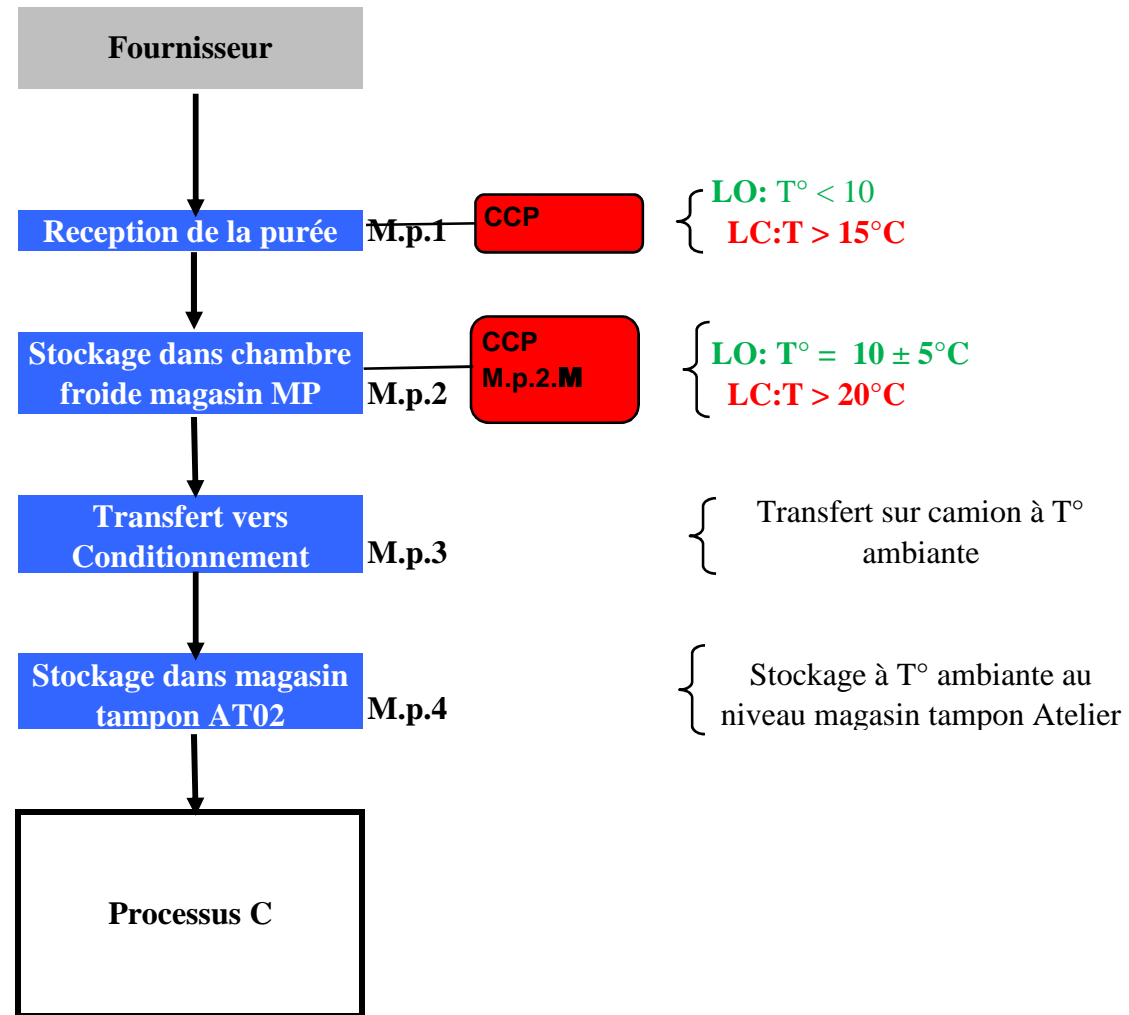 Fournisseur
Reception de la purée
M.p.1
CCP
LO: T° < 10
LC:T > 15°C
Stockage dans chambre
froide magasin MP
M.p.2
CCP
M.p.2.M
LO: T° = 10 ± 5°C
LC:T > 20°C
Transfert vers
Conditionnement
M.p.3
Transfert sur camion à T°
ambiante
Stockage dans magasin
tampon AT02
M.p.4
Stockage à T° ambiante au
niveau magasin tampon Atelier
Processus C